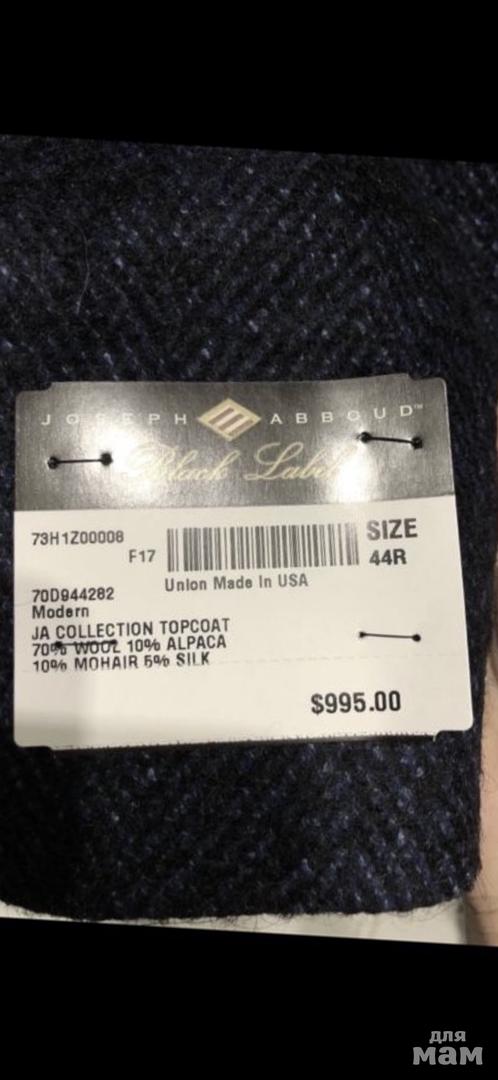 JOSEPH ABBOUD™
Black Label
73H1Z00008
F17
SIZE
44R
Union Made In USA
70D944282
Modern
JA COLLECTION TOPCOAT
70% WOOL 10% ALPACA
10% MOHAIR 5% SILK
$995.00
для
мам